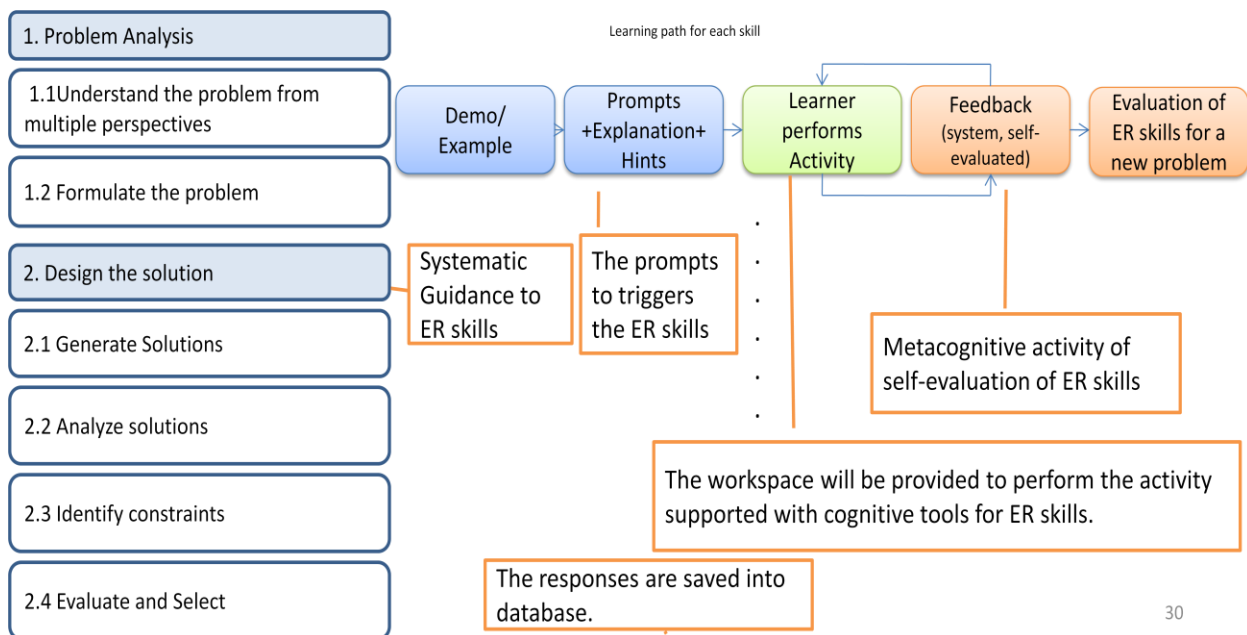 Learning path for each skill
1. Problem Analysis
1.1Understand the problem from
multiple perspectives
1.2 Formulate the problem
2. Design the solution
2.1 Generate Solutions
2.2 Analyze solutions
2.3 Identify constraints
2.4 Evaluate and Select
Demo/
Example
Prompts
+Explanation+
Hints
Learner
performs
Activity
Feedback
(system, self-
evaluated)
Evaluation of
ER skills for a
new problem
Systematic
Guidance to
ER skills
The prompts
to triggers
the ER skills
Metacognitive activity of
self-evaluation of ER skills
The workspace will be provided to perform the activity
supported with cognitive tools for ER skills.
The responses are saved into
database.
30